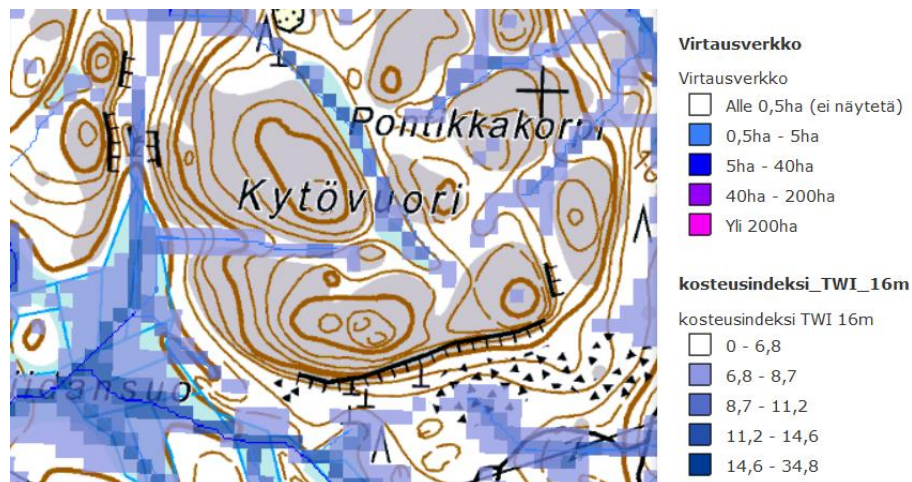 Pontikkakorpi
Kytövuori
idansuo
Virtausverkko
Virtausverkko
Alle 0,5ha (ei näytetä)
0,5ha - 5ha
5ha - 40ha
40ha - 200ha
Yli 200ha
kosteusindeksi_TWI_16m
kosteusindeksi TWI 16m
0 - 6,8
6,8 - 8,7
8,7 - 11,2
11,2 - 14,6
14,6 - 34,8